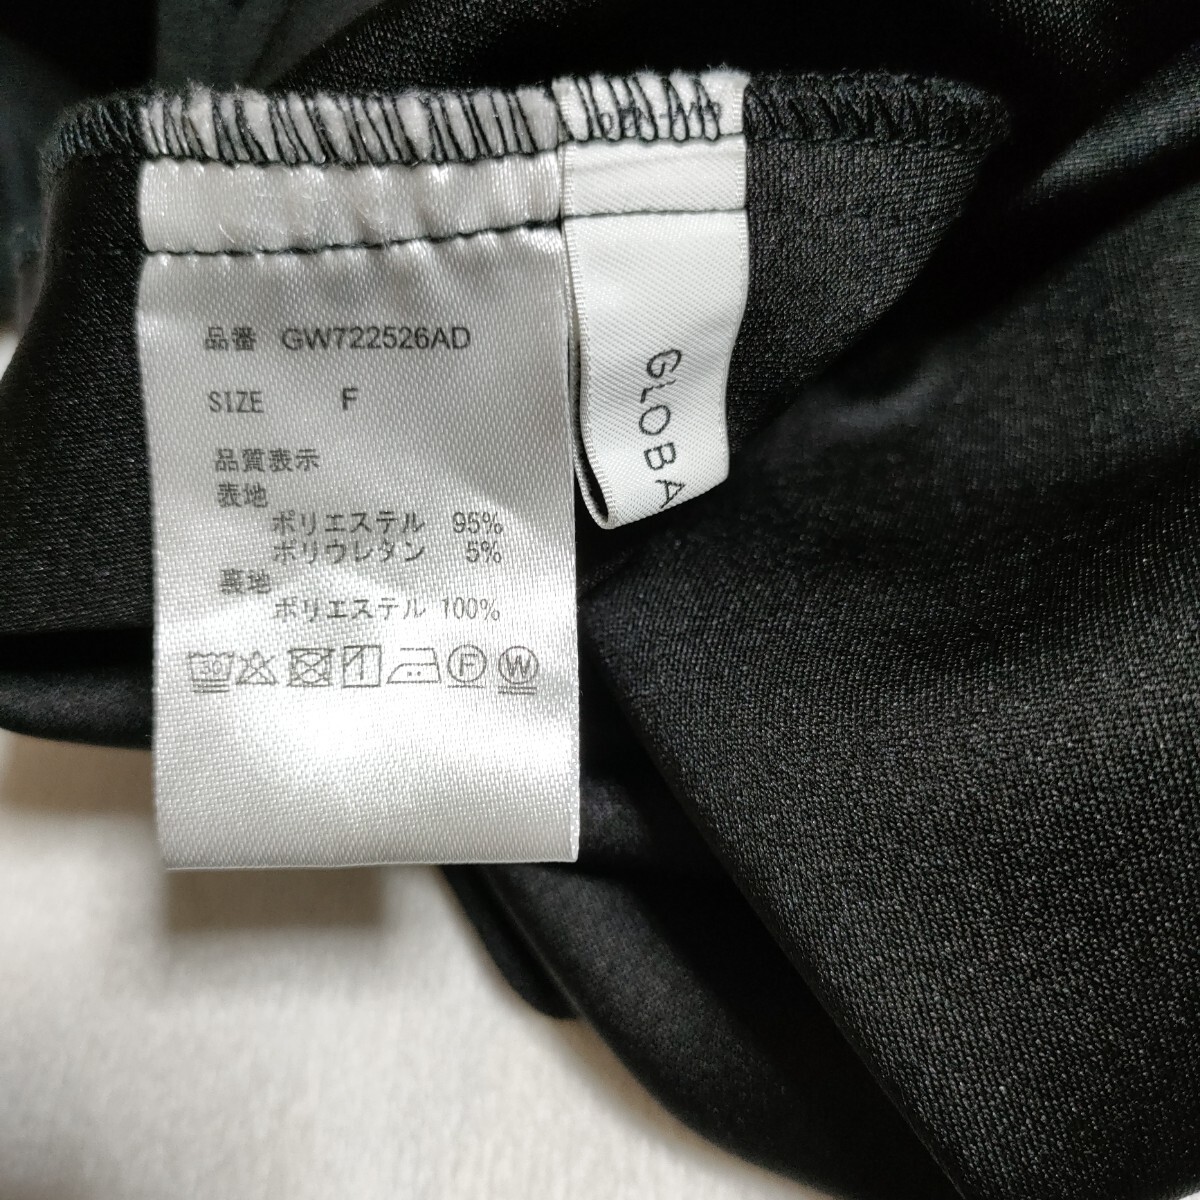 品番 GW722526AD
SIZE F
品質表示
表地
ポリエステル 95%
ポリウレタン 5%
裏地
ポリエステル 100%
30 F W
GLOBA